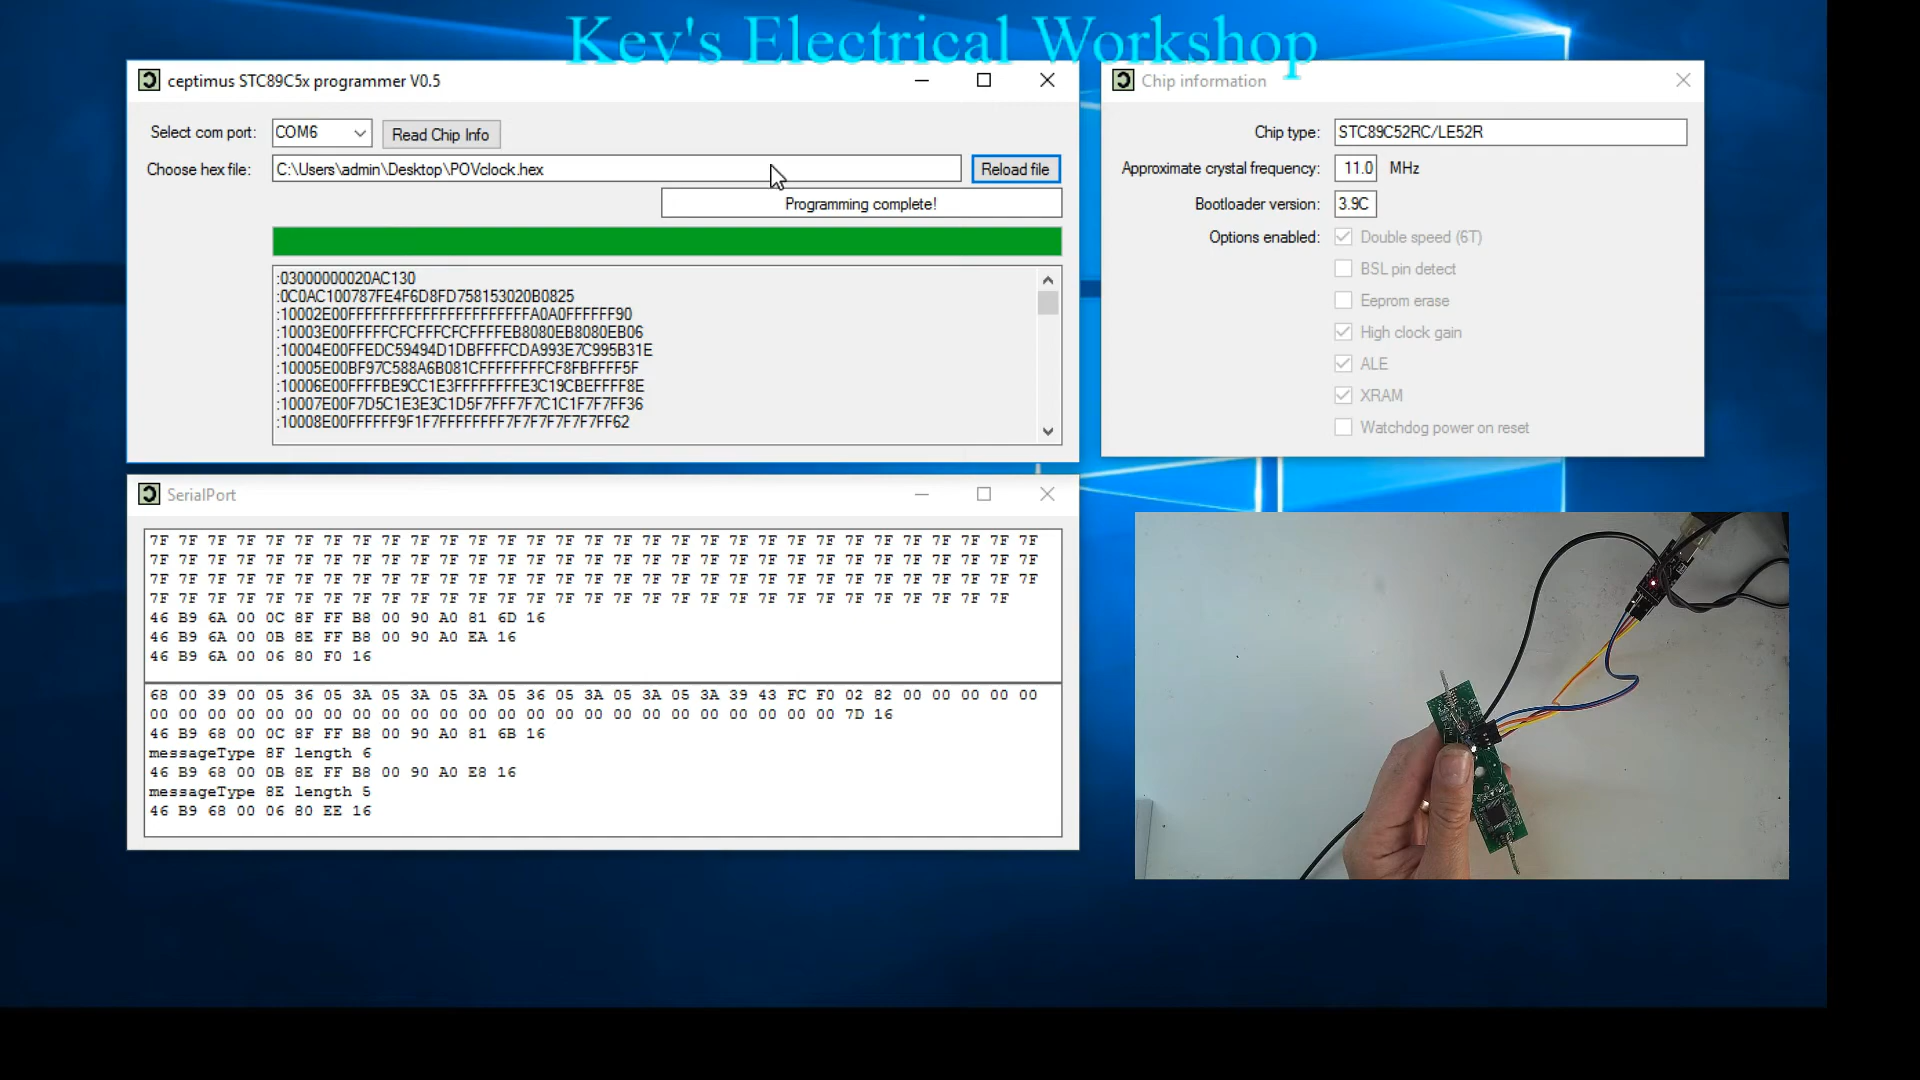 Kev's Electrical Workshop
ceptimus STC89C5x programmer V0.5
Select com port: COM6 Read Chip Info
Choose hex file: C:\Users\admin\Desktop\POVclock.hex Reload file
Programming complete!
:03000000020AC130
:0C0AC100787FE4F6D8FD758153020B0825
:10002E00FFFFFFFFFFFFFFFFFFFFFFA0A0FFFFFF90
:10003E00FFFFFCFCFFFCFCFFFFEB8080EB8080EB06
:10004E00FFEDC59494D1DBFFFFCDA993E7C995B31E
:10005E00BF97C588A6B081CFFFFFFFFCF8FBFFFF5F
:10006E00FFFFBE9CC1E3FFFFFFFFE3C19CBEFFFF8E
:10007E00F7D5C1E3E3C1D5F7FFF7F7C1C1F7F7FF36
:10008E00FFFFFF9F1F7FFFFFFFF7F7F7F7F7F7FF62
Chip information
Chip type: STC89C52RC/LE52R
Approximate crystal frequency: 11.0 MHz
Bootloader version: 3.9C
Options enabled: Double speed (6T)
BSL pin detect
Eeprom erase
High clock gain
ALE
XRAM
Watchdog power on reset
SerialPort
7F 7F 7F 7F 7F 7F 7F 7F 7F 7F 7F 7F 7F 7F 7F 7F 7F 7F 7F 7F 7F 7F 7F 7F 7F 7F 7F 7F 7F 7F 7F
7F 7F 7F 7F 7F 7F 7F 7F 7F 7F 7F 7F 7F 7F 7F 7F 7F 7F 7F 7F 7F 7F 7F 7F 7F 7F 7F 7F 7F 7F 7F
7F 7F 7F 7F 7F 7F 7F 7F 7F 7F 7F 7F 7F 7F 7F 7F 7F 7F 7F 7F 7F 7F 7F 7F 7F 7F 7F 7F 7F 7F 7F
7F 7F 7F 7F 7F 7F 7F 7F 7F 7F 7F 7F 7F 7F 7F 7F 7F 7F 7F 7F 7F 7F 7F 7F 7F 7F 7F 7F 7F 7F
46 B9 6A 00 0C 8F FF B8 00 90 A0 81 6D 16
46 B9 6A 00 0B 8E FF B8 00 90 A0 EA 16
46 B9 6A 00 06 80 F0 16
68 00 39 00 05 36 05 3A 05 3A 05 3A 05 36 05 3A 05 3A 05 3A 39 43 FC F0 02 82 00 00 00 00 00
00 00 00 00 00 00 00 00 00 00 00 00 00 00 00 00 00 00 00 00 00 00 00 00 7D 16
46 B9 68 00 0C 8F FF B8 00 90 A0 81 6B 16
messageType 8F length 6
46 B9 68 00 0B 8E FF B8 00 90 A0 E8 16
messageType 8E length 5
46 B9 68 00 06 80 EE 16